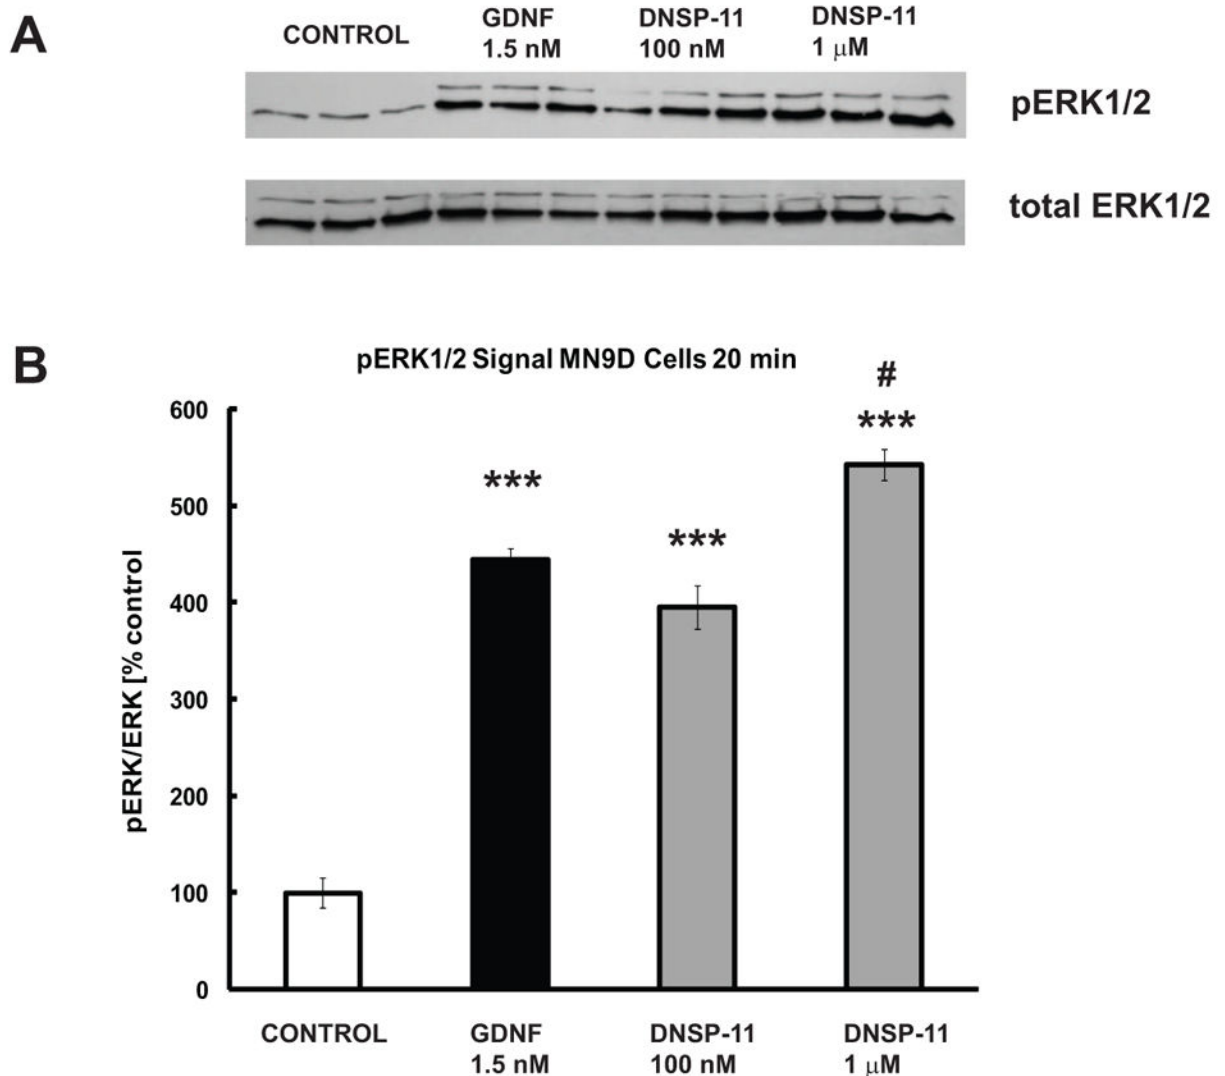 A
CONTROL
GDNF
1.5 nM
DNSP-11
100 nM
DNSP-11
1 μM
pERK1/2
total ERK1/2
B
pERK1/2 Signal MN9D Cells 20 min
#
***
***
***
600
500
400
300
200
100
0
pERK/ERK [% control
CONTROL
GDNF
1.5 nM
DNSP-11
100 nM
DNSP-11
1 μM